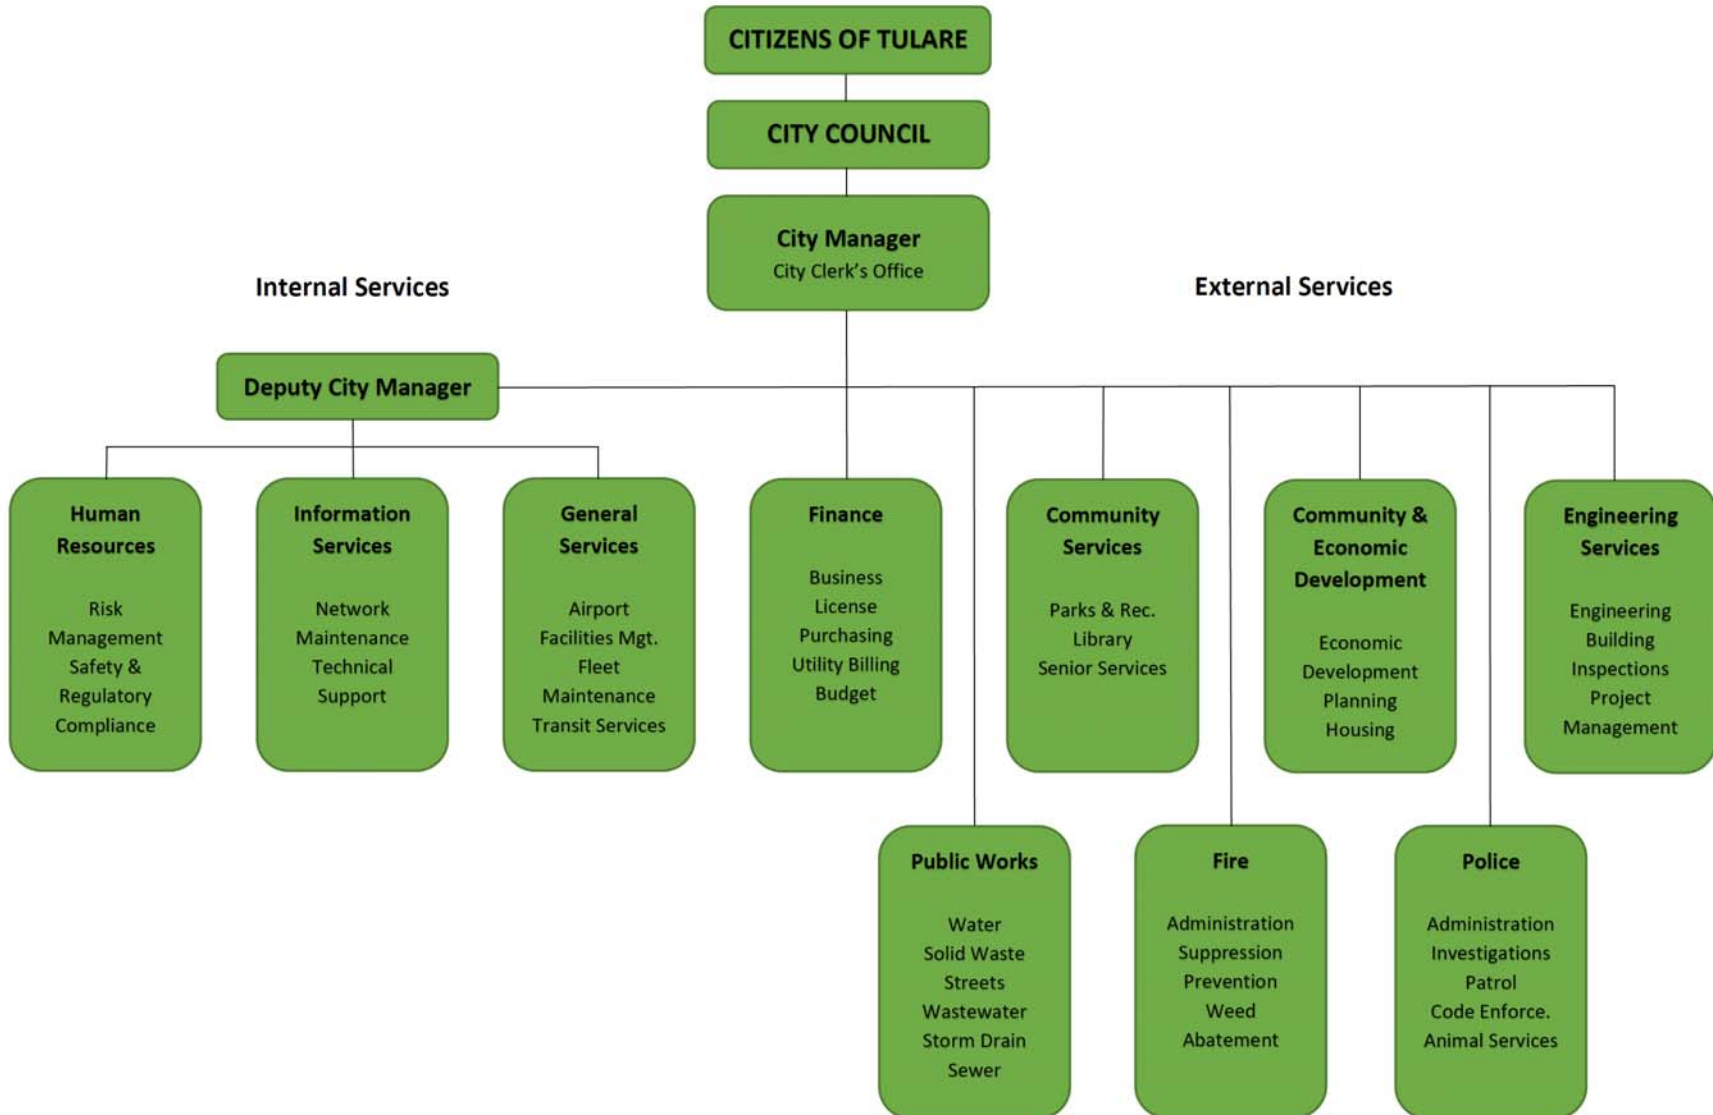 CITIZENS OF TULARE
CITY COUNCIL
City Manager
City Clerk's Office
Internal Services
External Services
Deputy City Manager
Human
Resources
Risk
Management
Safety &
Regulatory
Compliance
Information
Services
Network
Maintenance
Technical
Support
General
Services
Airport
Facilities Mgt.
Fleet
Maintenance
Transit Services
Finance
Business
License
Purchasing
Utility Billing
Budget
Community
Services
Parks & Rec.
Library
Senior Services
Community &
Economic
Development
Economic
Development
Planning
Housing
Engineering
Services
Engineering
Building
Inspections
Project
Management
Public Works
Water
Solid Waste
Streets
Wastewater
Storm Drain
Sewer
Fire
Administration
Suppression
Prevention
Weed
Abatement
Police
Administration
Investigations
Patrol
Code Enforce.
Animal Services